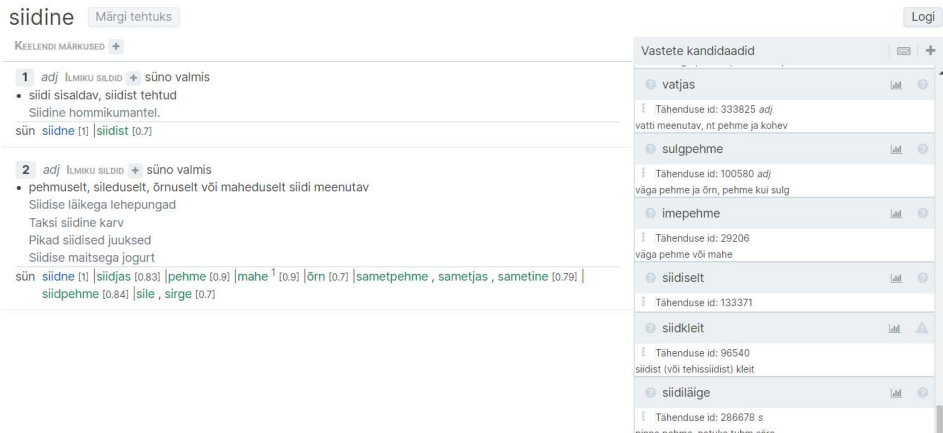 siidine Märgi tehtuks Logi
KEELENDI MÄRKUSED +
1 adj ILMIKU SILDID + süno valmis
• siidi sisaldav, siidist tehtud
Siidine hommikumantel.
sün siidne [1] |siidist [0.7]
2 adj ILMIKU SILDID + süno valmis
• pehmuselt, sileduselt, õrnuselt või maheduselt siidi meenutav
Siidise läikega lehepungad
Taksi siidine karv
Pikad siidised juuksed
Siidise maitsega jogurt
sün siidne [1] |siidjas [0.83] |pehme [0.9] |mahe 1 [0.9] |õrn [0.7] |sametpehme , sametjas , sametine [0.79] |
siidpehme [0.84] |sile , sirge [0.7]
Vastete kandidaadid +
vatjas
Tähenduse id: 333825 adj
vatti meenutav, nt pehme ja kohev
sulgpehme
Tähenduse id: 100580 adj
väga pehme ja õrn, pehme kui sulg
imepehme
Tähenduse id: 29206
väga pehme või mahe
siidiselt
Tähenduse id: 133371
siidkleit
Tähenduse id: 96540
siidist (või tehissiidist) kleit
siidiläige
Tähenduse id: 286678 s